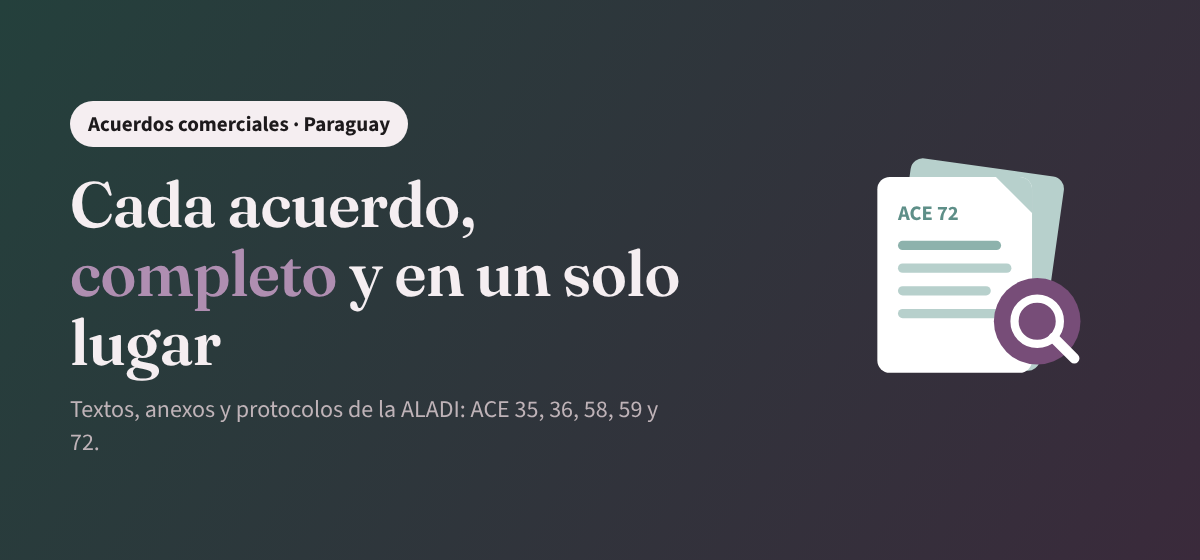 Acuerdos comerciales · Paraguay
Cada acuerdo,
completo y en un solo
lugar
Textos, anexos y protocolos de la ALADI: ACE 35, 36, 58, 59 y
72.
ACE 72